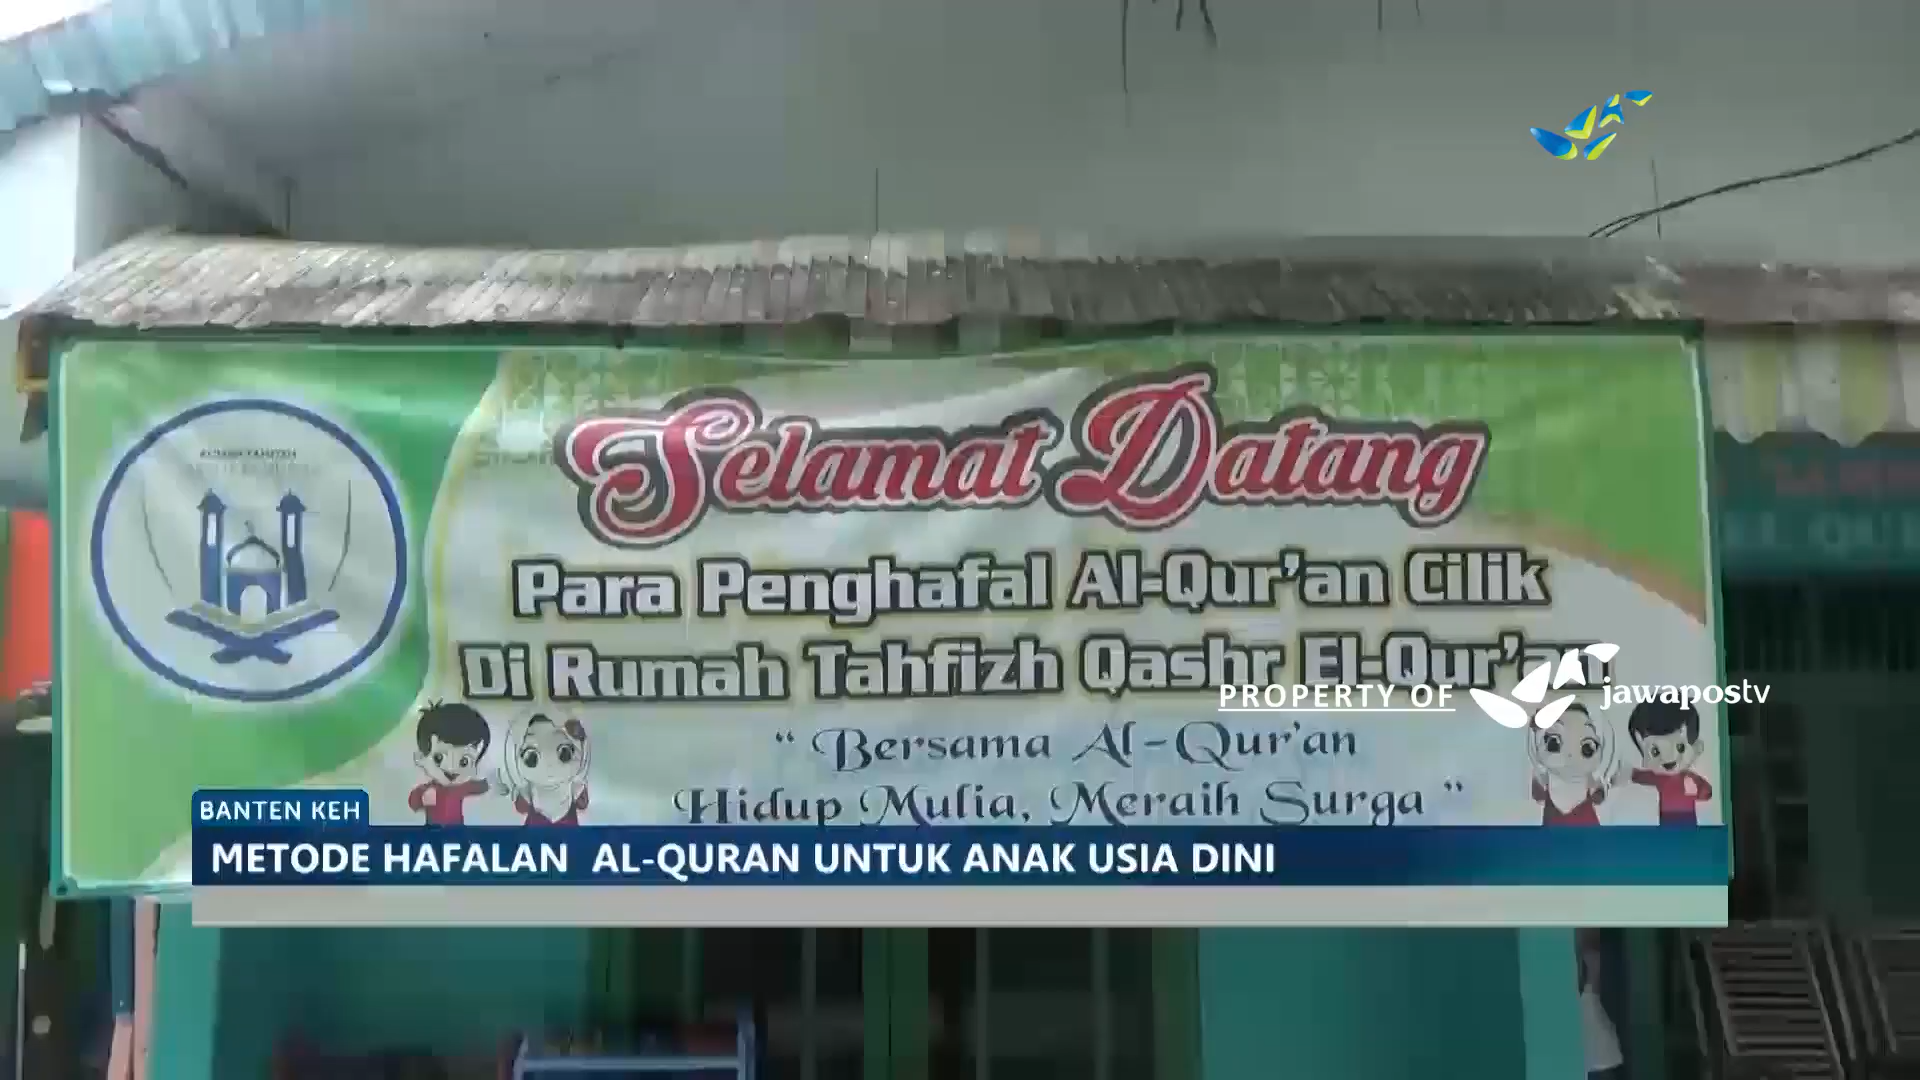 Selamat Datang
Para Penghafal Al-Qur'an Cilik
Di Rumah Tahfizh Qashr El-Qur'an
PROPERTY OF jawapostv
" Bersama Al-Qur'an
Hidup Mulia, Meraih Surga "
BANTEN KEH
METODE HAFALAN AL-QURAN UNTUK ANAK USIA DINI